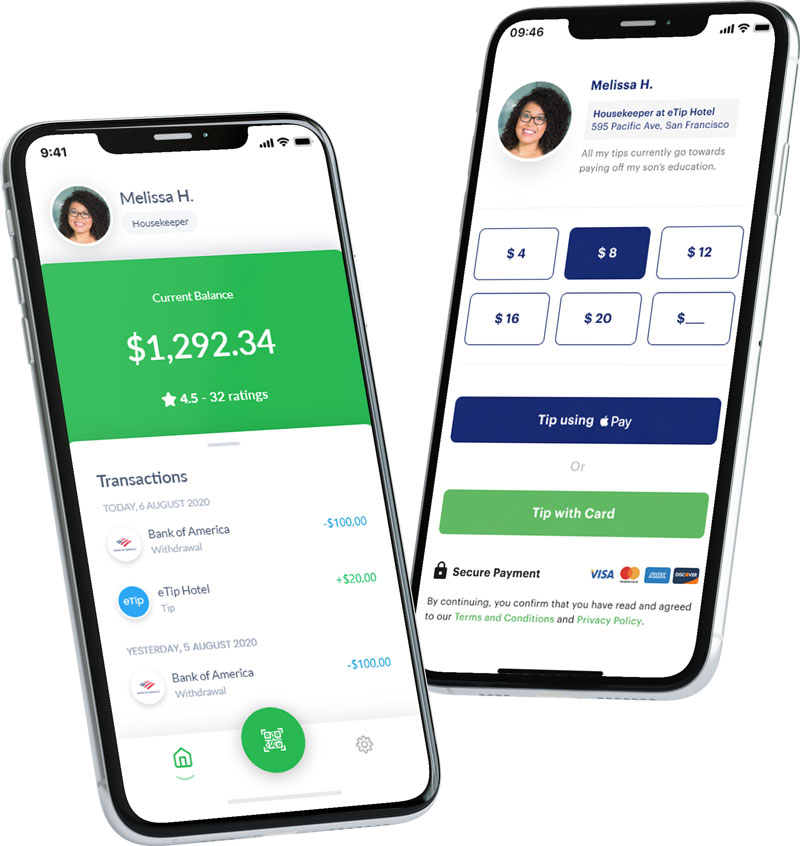 9:41
Melissa H.
Housekeeper
Current Balance
$1,292.34
4.5 - 32 ratings
Transactions
TODAY, 6 AUGUST 2020
Bank of America
-$100,00
Withdrawal
eTip
eTip Hotel
+$20,00
Tip
YESTERDAY, 5 AUGUST 2020
Bank of America
-$100,00
Withdrawal
09:46
Melissa H.
Housekeeper at eTip Hotel
595 Pacific Ave, San Francisco
All my tips currently go towards
paying off my son's education.
$ 4
$ 8
$ 12
$ 16
$ 20
$___
Tip using Pay
Or
Tip with Card
Secure Payment
VISA
DISCOVER
By continuing, you confirm that you have read and agreed
to our Terms and Conditions and Privacy Policy.